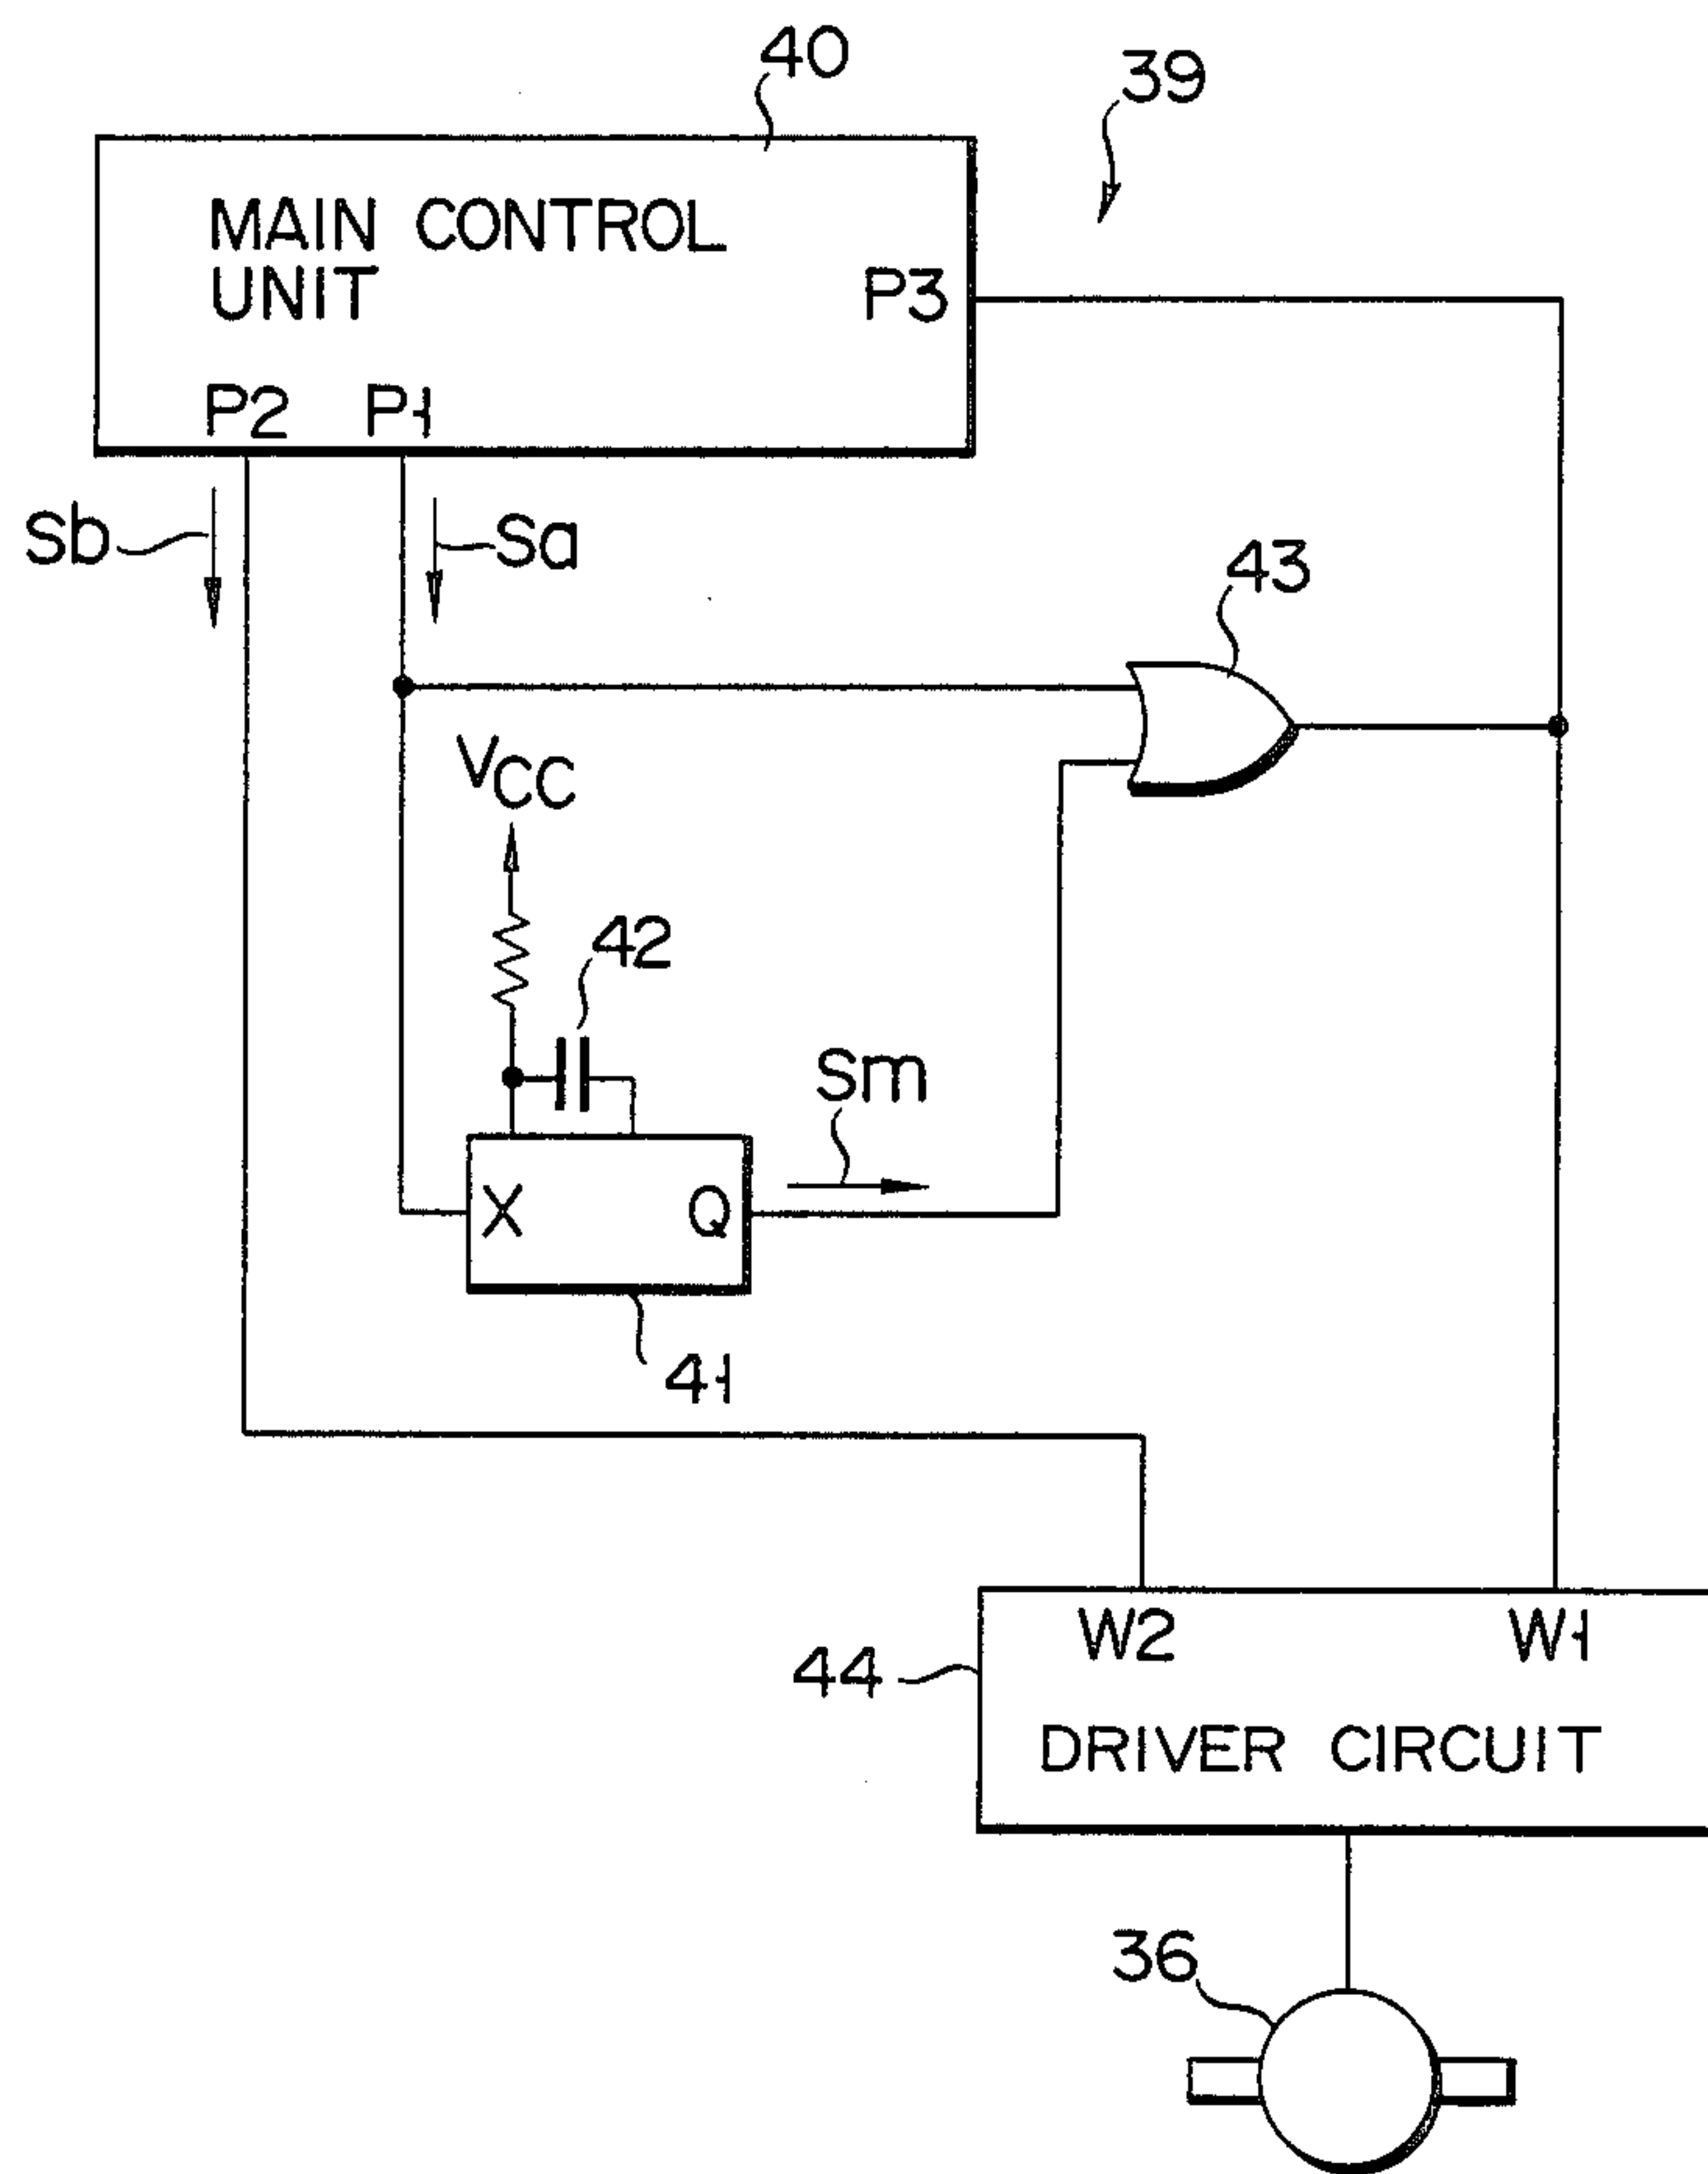 40
39
MAIN CONTROL
UNIT
P3
P2 P1
Sb
Sa
43
VCC
42
Sm
X Q
41
W2 W1
44
DRIVER CIRCUIT
36